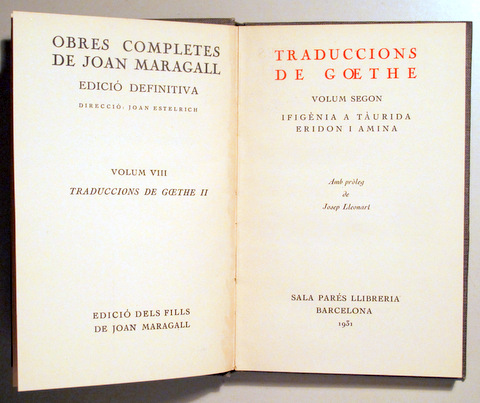 OBRES COMPLETES
DE JOAN MARAGALL
EDICIÓ DEFINITIVA
DIRECCIÓ: JOAN ESTELRICH
VOLUM VIII
TRADUCCIONS DE GŒTHE II
EDICIÓ DELS FILLS
DE JOAN MARAGALL
TRADUCCIONS
DE GŒTHE
VOLUM SEGON
IFIGÈNIA A TÀURIDA
ERIDON I AMINA
Amb pròleg
de
Josep Lleonart
SALA PARÉS LLIBRERIA
BARCELONA
1931